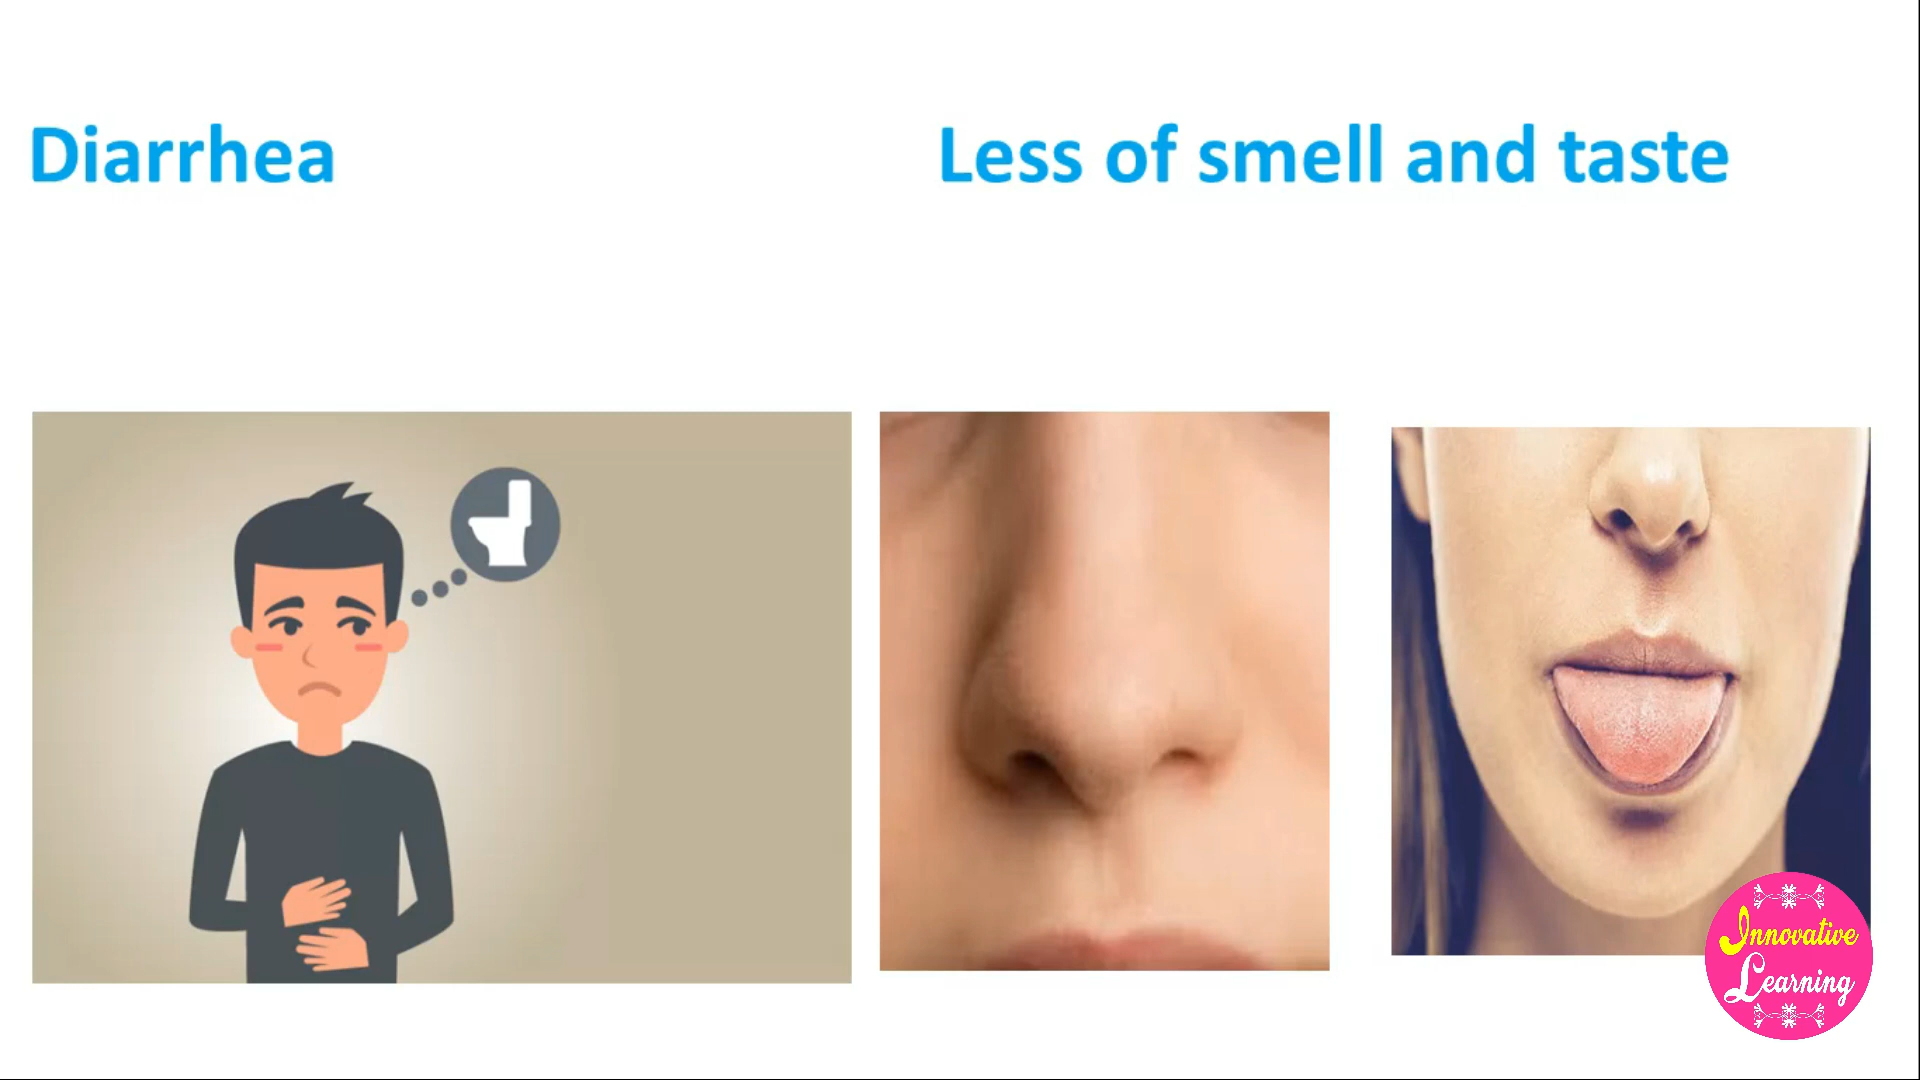 Diarrhea
Less of smell and taste
Innovative
Learning